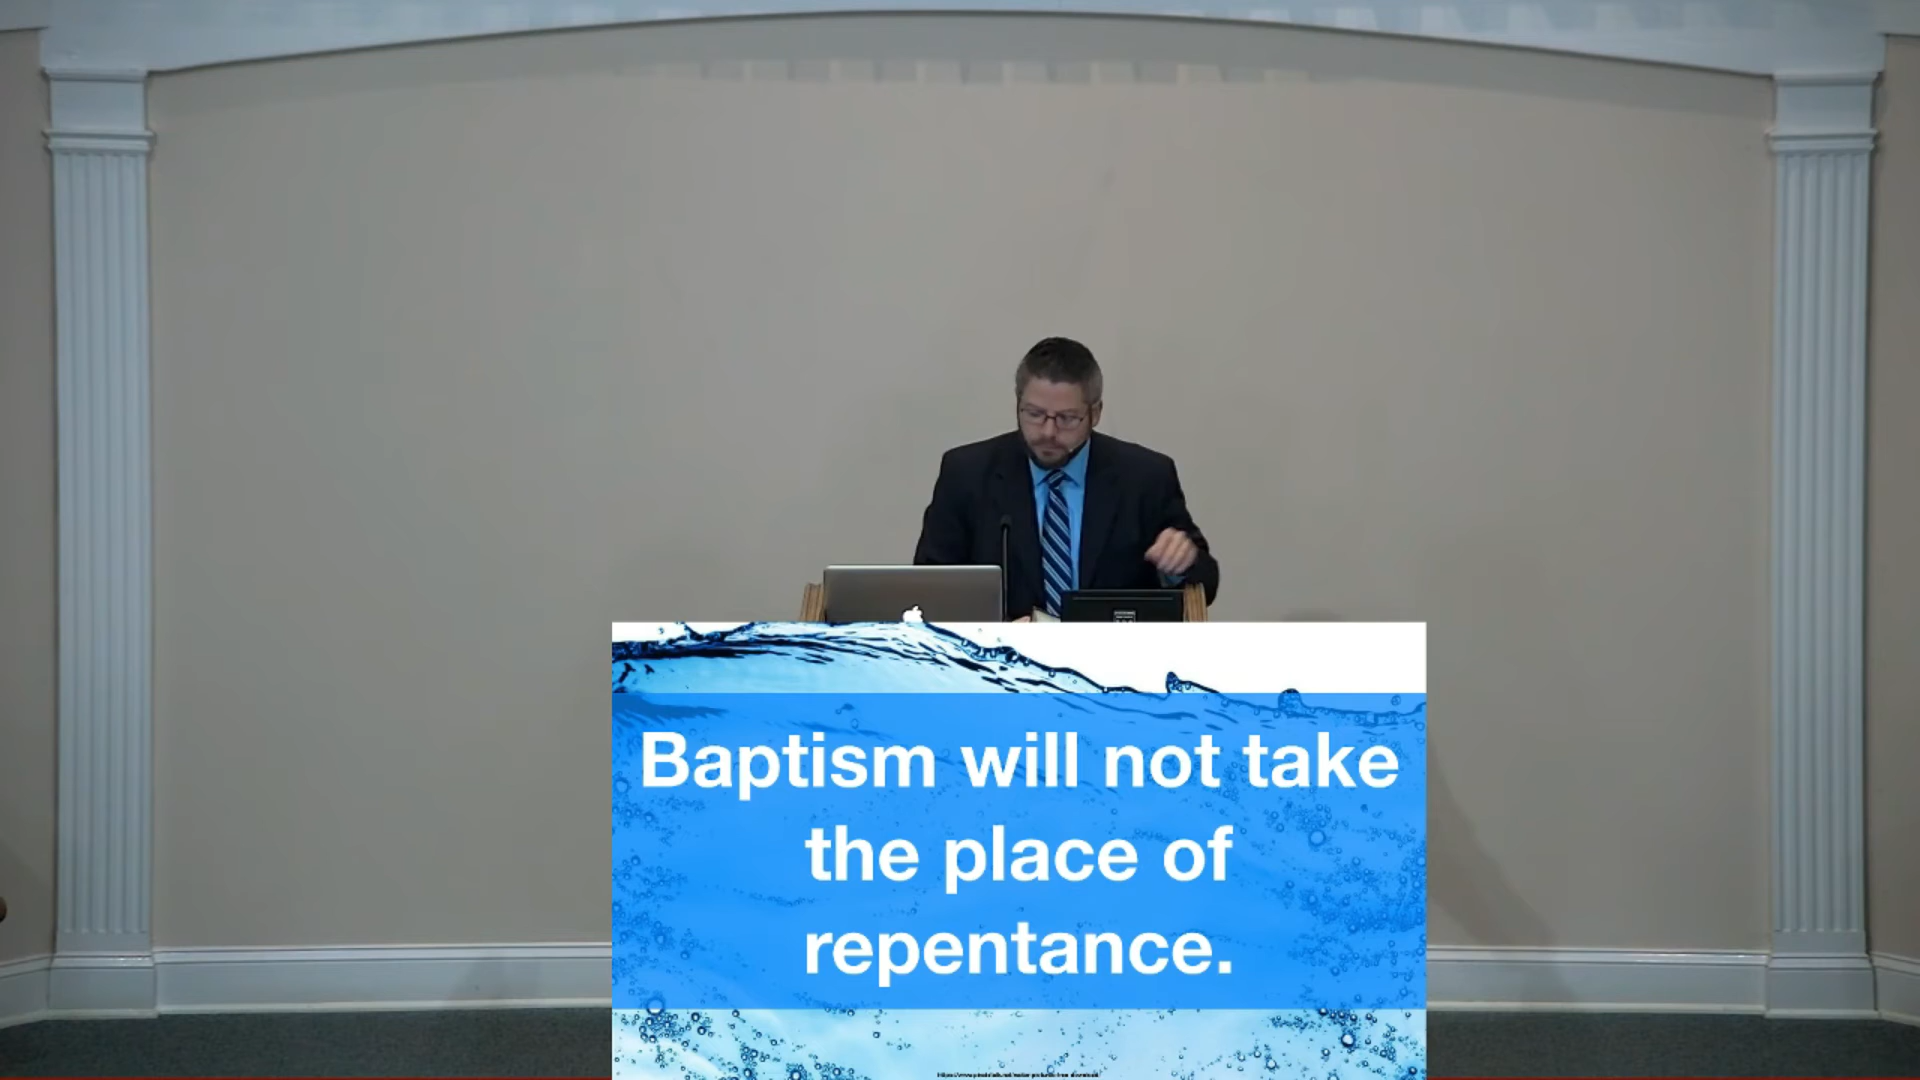 Baptism will not take
the place of
repentance.